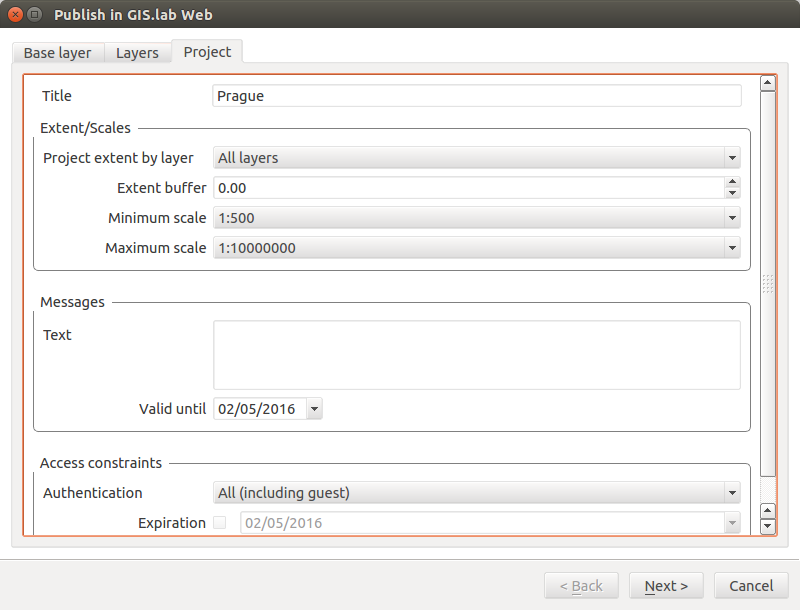 Publish in GIS.lab Web
Base layer Layers Project
Title Prague
Extent/Scales
Project extent by layer All layers
Extent buffer 0.00
Minimum scale 1:500
Maximum scale 1:10000000
Messages
Text
Valid until 02/05/2016
Access constraints
Authentication All (including guest)
Expiration 02/05/2016
< Back Next > Cancel